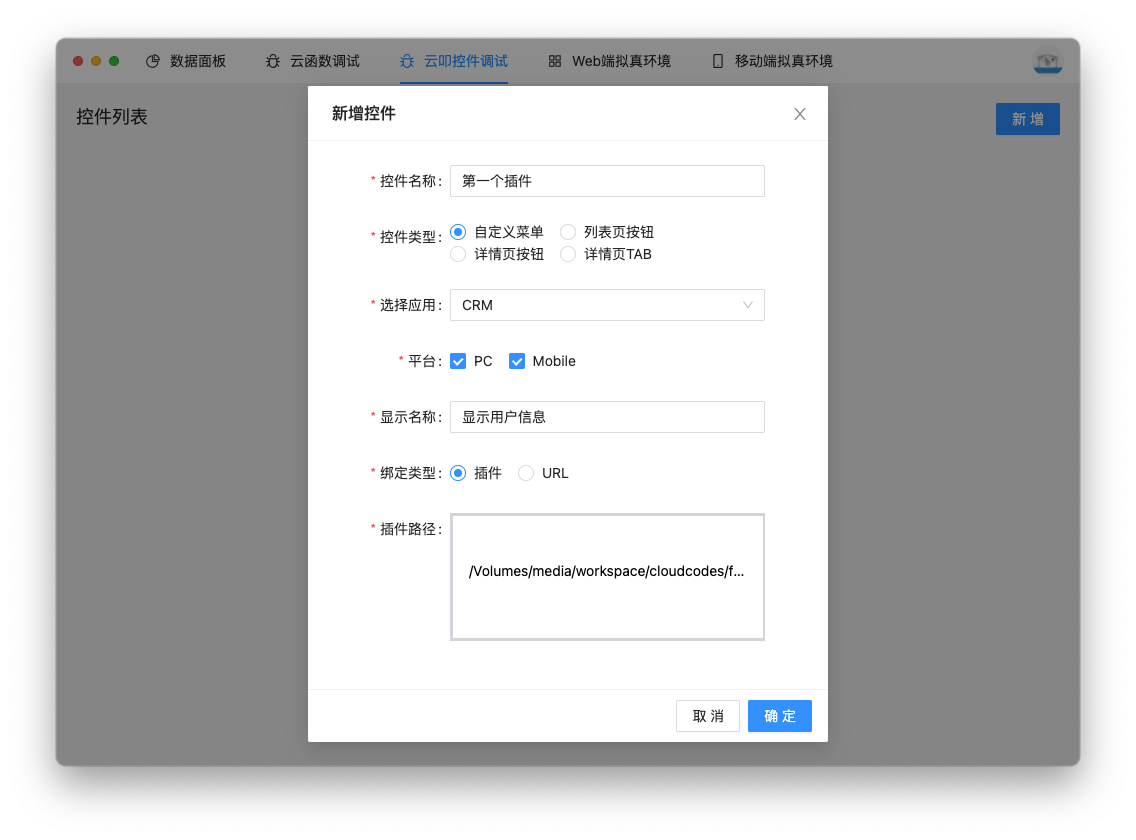 数据面板 云函数调试 云叩控件调试 Web端拟真环境 移动端拟真环境
控件列表
新 增
新增控件
* 控件名称: 第一个插件
* 控件类型: 自定义菜单 列表页按钮
详情页按钮 详情页TAB
* 选择应用: CRM
* 平台: PC Mobile
* 显示名称: 显示用户信息
* 绑定类型: 插件 URL
* 插件路径:
/Volumes/media/workspace/cloudcodes/f...
取 消 确 定